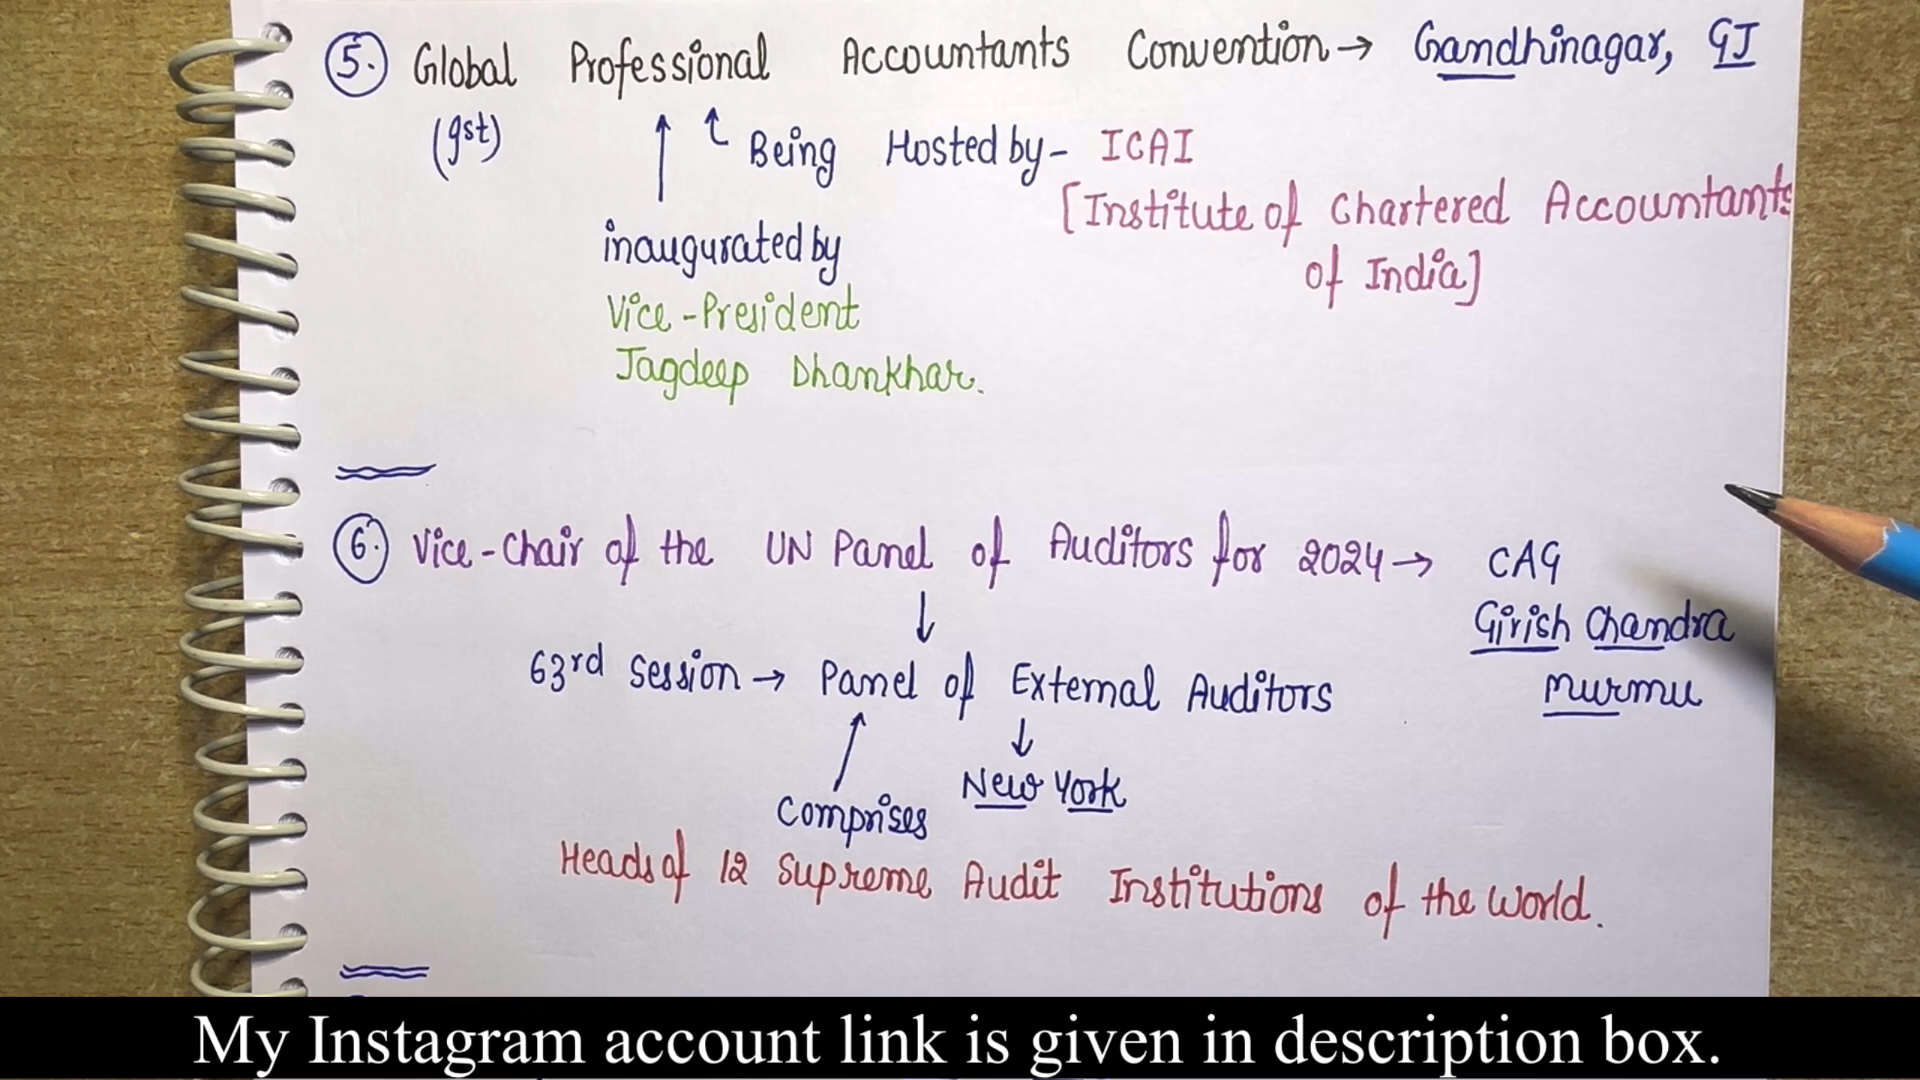 5. Global Professional Accountants Convention → Gandhinagar, GJ
(1st) Being Hosted by - ICAI
[Institute of Chartered Accountants
of India]
inaugurated by
Vice-President
Jagdeep Dhankhar.
6. Vice-Chair of the UN Panel of Auditors for 2024 → CAG
Girish Chandra
Murmu
63rd Session → Panel of External Auditors
New York
Comprises
Heads of 12 Supreme Audit Institutions of the World.
My Instagram account link is given in description box.